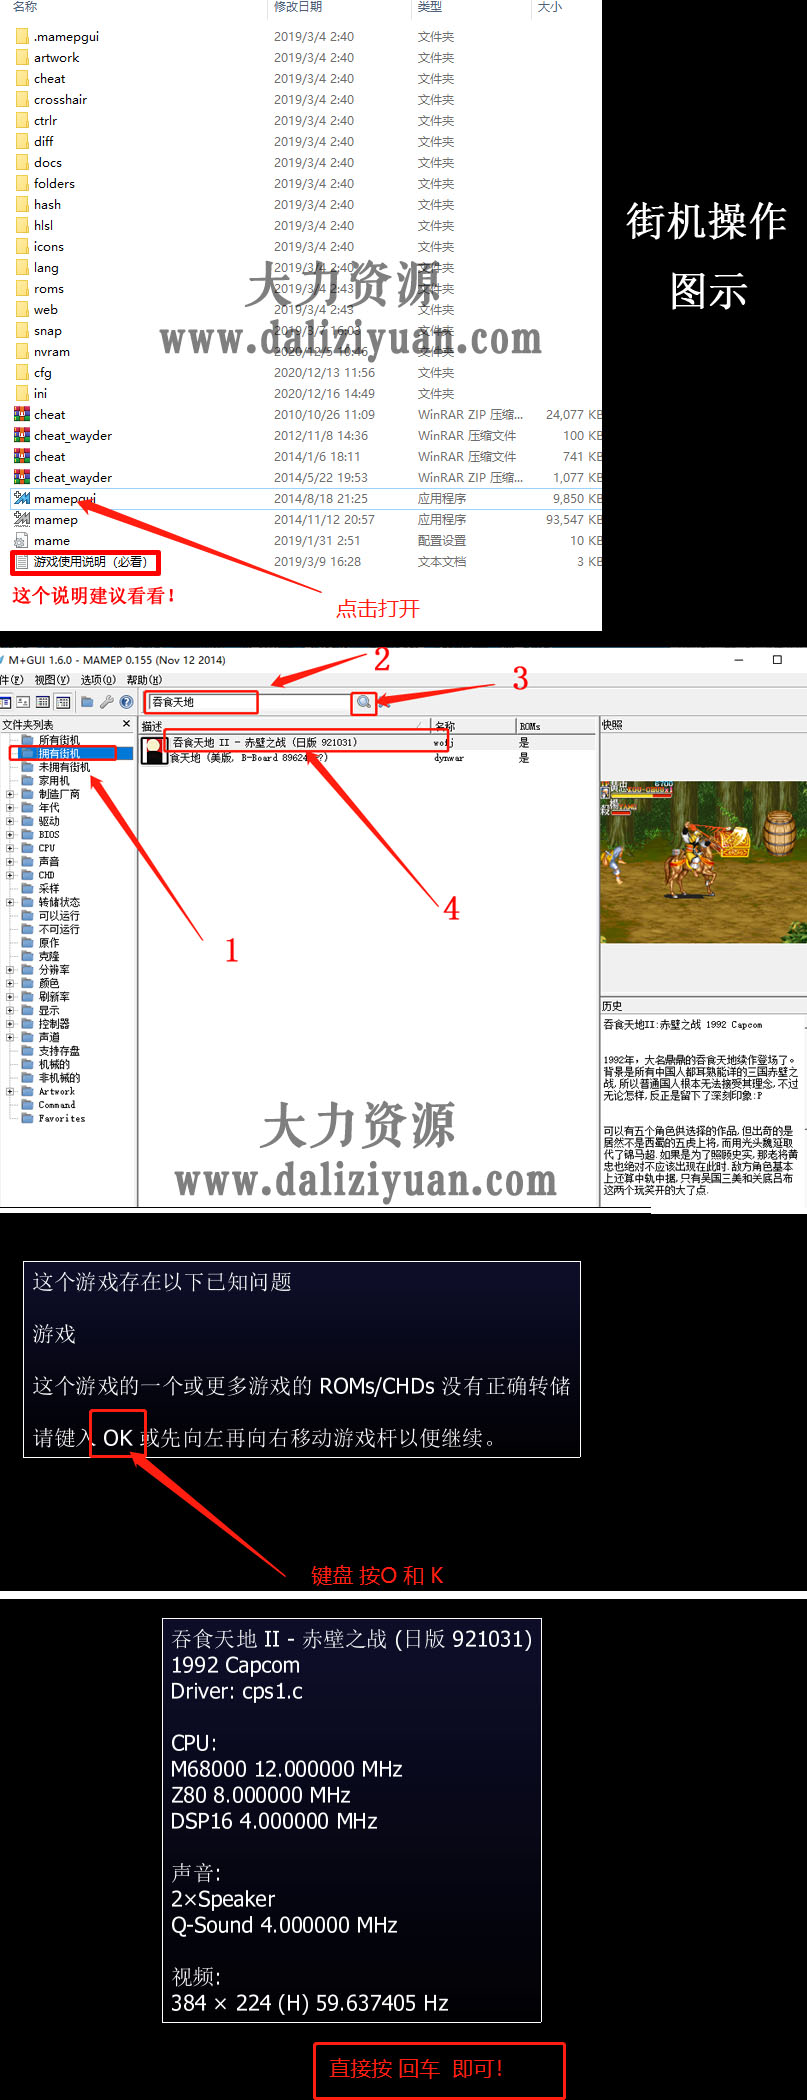 名称 修改日期 类型 大小
.mamepgui 2019/3/4 2:40 文件夹
artwork 2019/3/4 2:40 文件夹
cheat 2019/3/4 2:40 文件夹
crosshair 2019/3/4 2:40 文件夹
ctrlr 2019/3/4 2:40 文件夹
diff 2019/3/4 2:40 文件夹
docs 2019/3/4 2:40 文件夹
folders 2019/3/4 2:40 文件夹
hash 2019/3/4 2:40 文件夹
hlsl 2019/3/4 2:40 文件夹
icons 2019/3/4 2:40 文件夹
lang 2019/3/4 2:40 文件夹
roms 2019/3/4 2:43 文件夹
web 2019/3/4 2:43 文件夹
snap 2019/3/7 16:03 文件夹
nvram 2020/12/5 10:46 文件夹
cfg 2020/12/13 11:56 文件夹
ini 2020/12/16 14:49 文件夹
cheat 2010/10/26 11:09 WinRAR ZIP 压缩... 24,077 KB
cheat_wayder 2012/11/8 14:36 WinRAR 压缩文件 100 KB
cheat 2014/1/6 18:11 WinRAR 压缩文件 741 KB
cheat_wayder 2014/5/22 19:53 WinRAR ZIP 压缩... 1,077 KB
mamepgui 2014/8/18 21:25 应用程序 9,850 KB
mamep 2014/11/12 20:57 应用程序 93,547 KB
mame 2019/1/31 2:51 配置设置 10 KB
游戏使用说明（必看） 2019/3/9 16:28 文本文档 3 KB
大力资源
www.daliziyuan.com
这个说明建议看看！
点击打开
街机操作
图示
M+GUI 1.6.0 - MAMEP 0.155 (Nov 12 2014)
件(F) 视图(V) 选项(O) 帮助(H)
2
3
吞食天地
文件夹列表
所有街机
拥有街机
未拥有街机
家用机
制造厂商
年代
驱动
BIOS
CPU
声音
CHD
采样
转储状态
可以运行
不可运行
原作
克隆
分辨率
颜色
刷新率
显示
控制器
声道
支持存盘
机械的
非机械的
Artwork
Command
Favorites
描述 名称 ROMs
吞食天地 II - 赤壁之战 (日版 921031) wofj 是
食天地 (美版, B-Board 89624B-?) dynwar 是
1
4
快照
历史
吞食天地II:赤壁之战 1992 Capcom
1992年，大名鼎鼎的吞食天地续作登场了。
背景是所有中国人都耳熟能详的三国赤壁之
战,所以普通国人根本无法接受其理念,不过
无论怎样,反正是留下了深刻印象:P
可以有五个角色供选择的作品,但出奇的是
居然不是西蜀的五虎上将,而用光头魏延取
代了锦马超.如果是为了照顾史实,那老将黄
忠也绝对不应该出现在此时.敌方角色基本
上还算中轨中据,只有吴国三美和关底吕布
这两个玩笑开的大了点.
大力资源
www.daliziyuan.com
这个游戏存在以下已知问题
游戏
这个游戏的一个或更多游戏的 ROMs/CHDs 没有正确转储
请键入 OK 或先向左再向右移动游戏杆以便继续。
键盘 按O 和 K
吞食天地 II - 赤壁之战 (日版 921031)
1992 Capcom
Driver: cps1.c
CPU:
M68000 12.000000 MHz
Z80 8.000000 MHz
DSP16 4.000000 MHz
声音:
2×Speaker
Q-Sound 4.000000 MHz
视频:
384 × 224 (H) 59.637405 Hz
直接按 回车 即可！